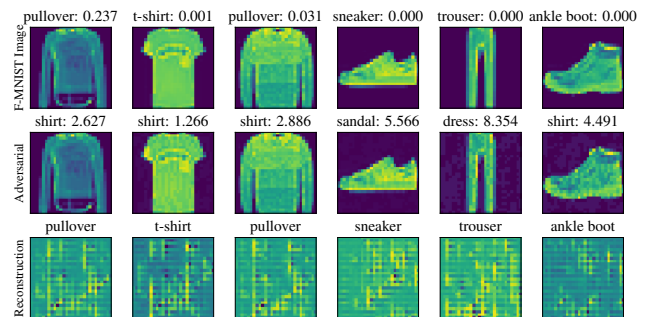 pullover: 0.237 t-shirt: 0.001 pullover: 0.031 sneaker: 0.000 trouser: 0.000 ankle boot: 0.000
F-MNIST Image
shirt: 2.627 shirt: 1.266 shirt: 2.886 sandal: 5.566 dress: 8.354 shirt: 4.491
Adversarial
pullover t-shirt pullover sneaker trouser ankle boot
Reconstruction